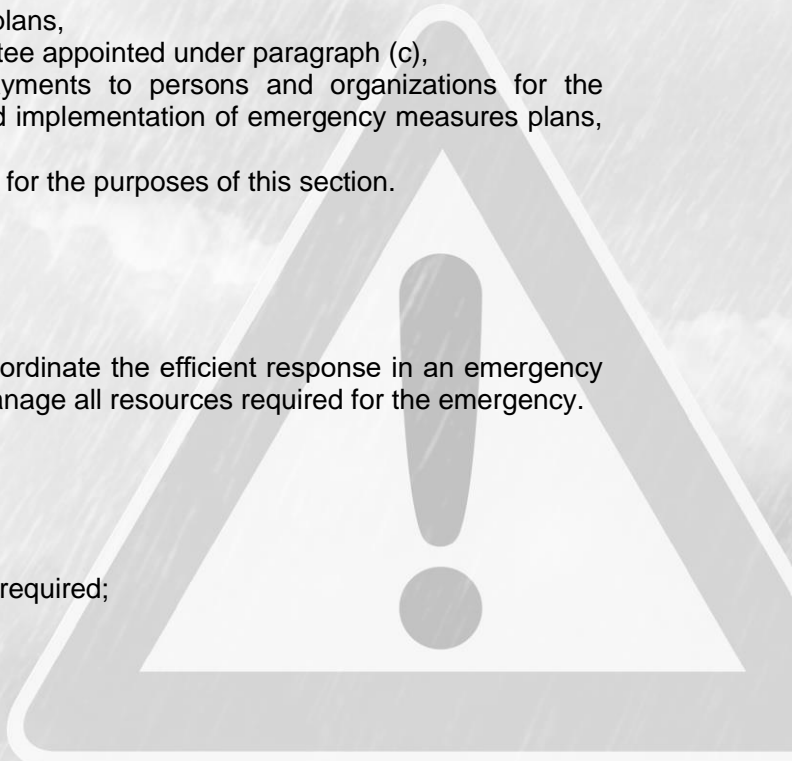 plans,
tee appointed under paragraph (c),
yments to persons and organizations for the
d implementation of emergency measures plans,
for the purposes of this section.
ordinate the efficient response in an emergency
anage all resources required for the emergency.
required;